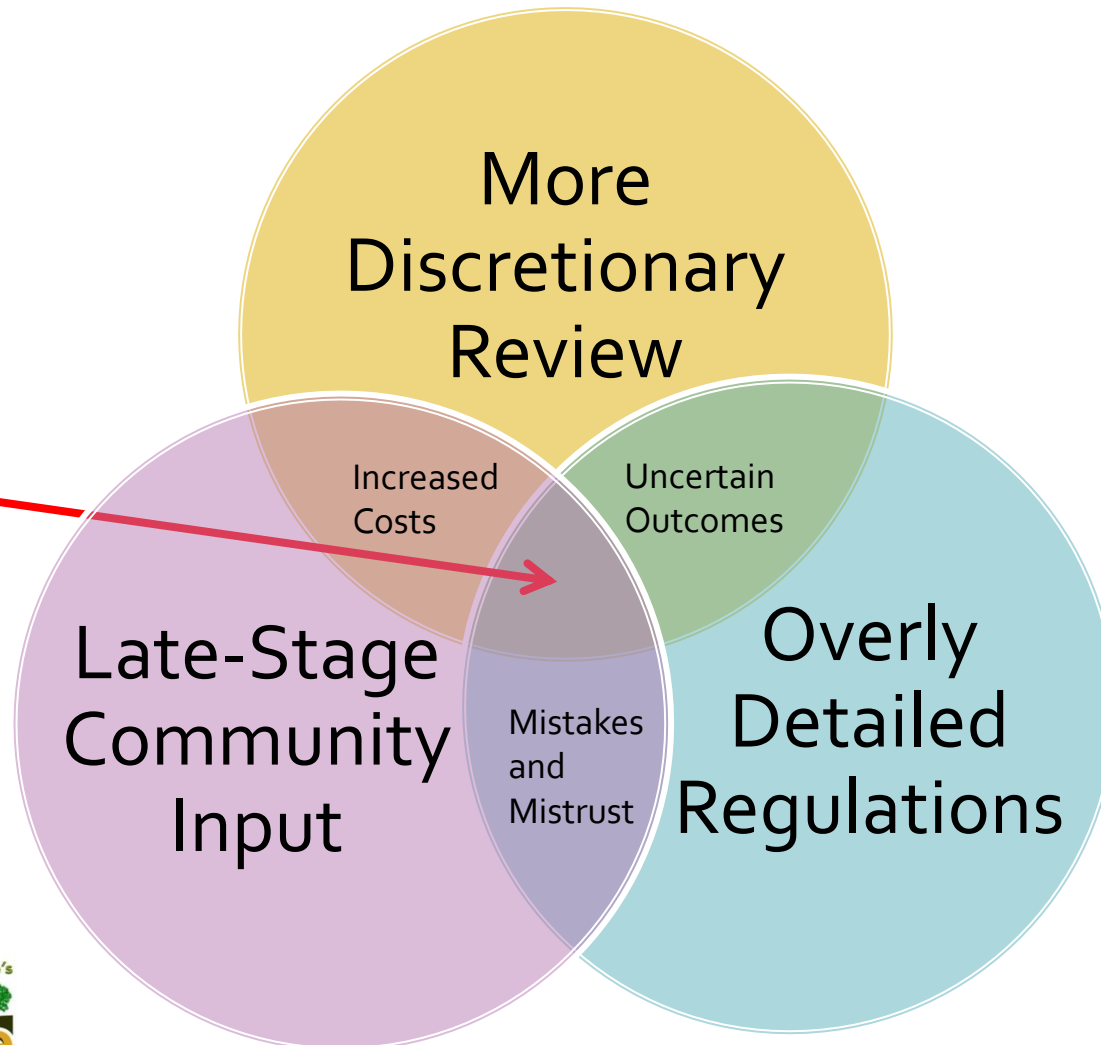 More
Discretionary
Review
Increased
Costs
Uncertain
Outcomes
Late-Stage
Community
Input
Mistakes
and
Mistrust
Overly
Detailed
Regulations